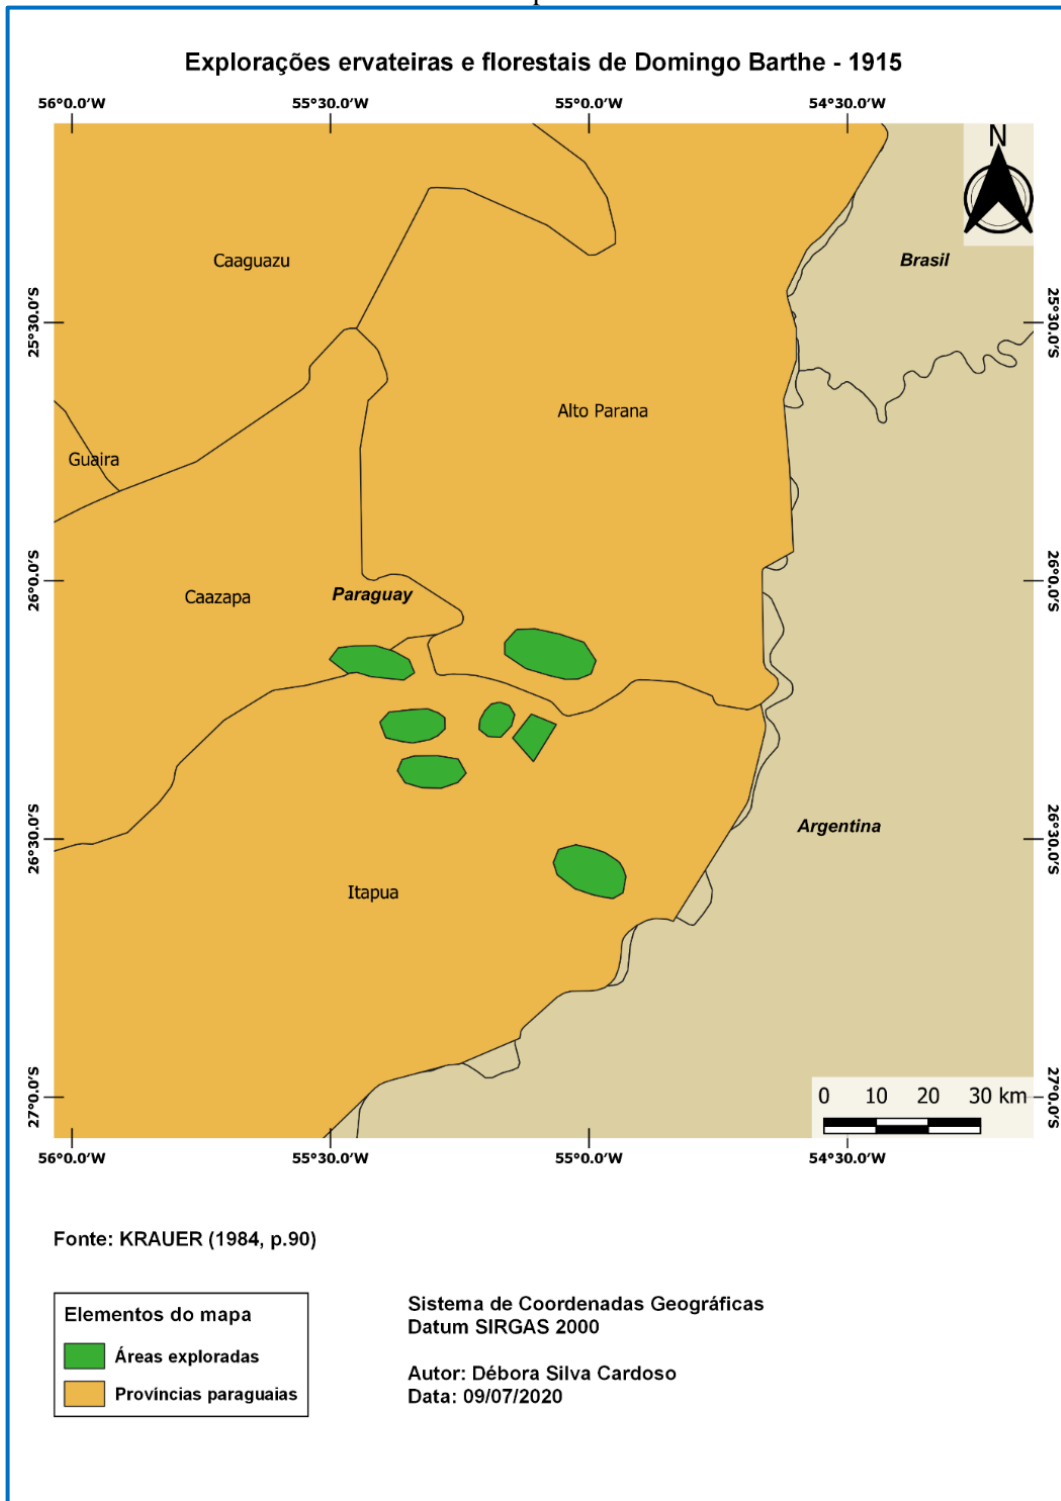 Explorações ervateiras e florestais de Domingo Barthe - 1915
56°0.0'W 55°30.0'W 55°0.0'W 54°30.0'W
N
Brasil
Caaguazu
25°30.0'S 25°30.0'S
Alto Parana
Guaira
26°0.0'S 26°0.0'S
Caazapa
Paraguay
Argentina
26°30.0'S 26°30.0'S
Itapua
27°0.0'S 27°0.0'S
0 10 20 30 km
56°0.0'W 55°30.0'W 55°0.0'W 54°30.0'W
Fonte: KRAUER (1984, p.90)
Elementos do mapa
Áreas exploradas
Províncias paraguaias
Sistema de Coordenadas Geográficas
Datum SIRGAS 2000
Autor: Débora Silva Cardoso
Data: 09/07/2020